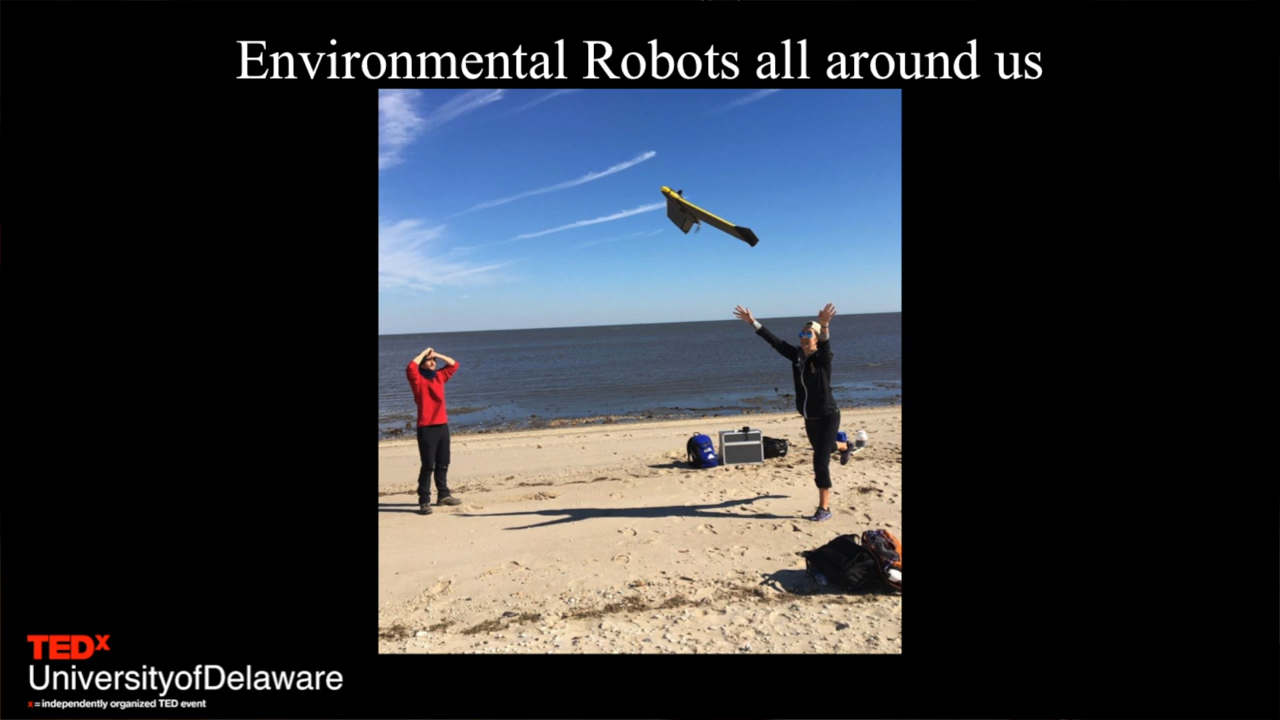 Environmental Robots all around us
TEDx
UniversityofDelaware
x = independently organized TED event